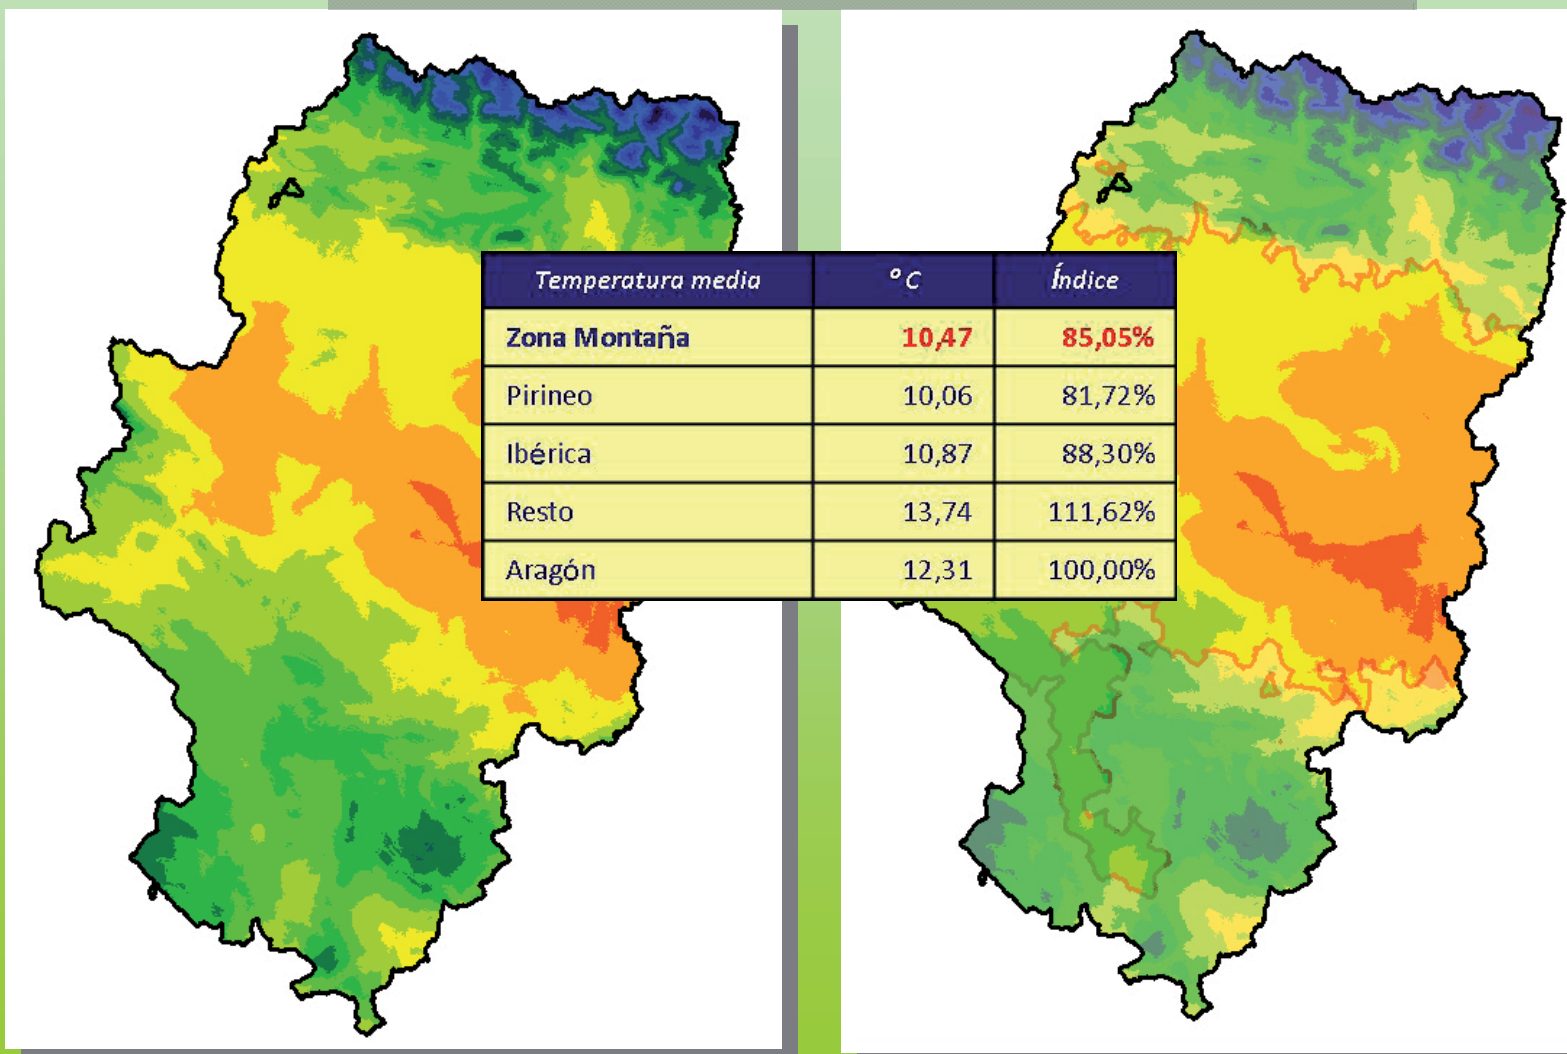 Temperatura media º C Índice
Zona Montaña 10,47 85,05%
Pirineo 10,06 81,72%
Ibérica 10,87 88,30%
Resto 13,74 111,62%
Aragón 12,31 100,00%